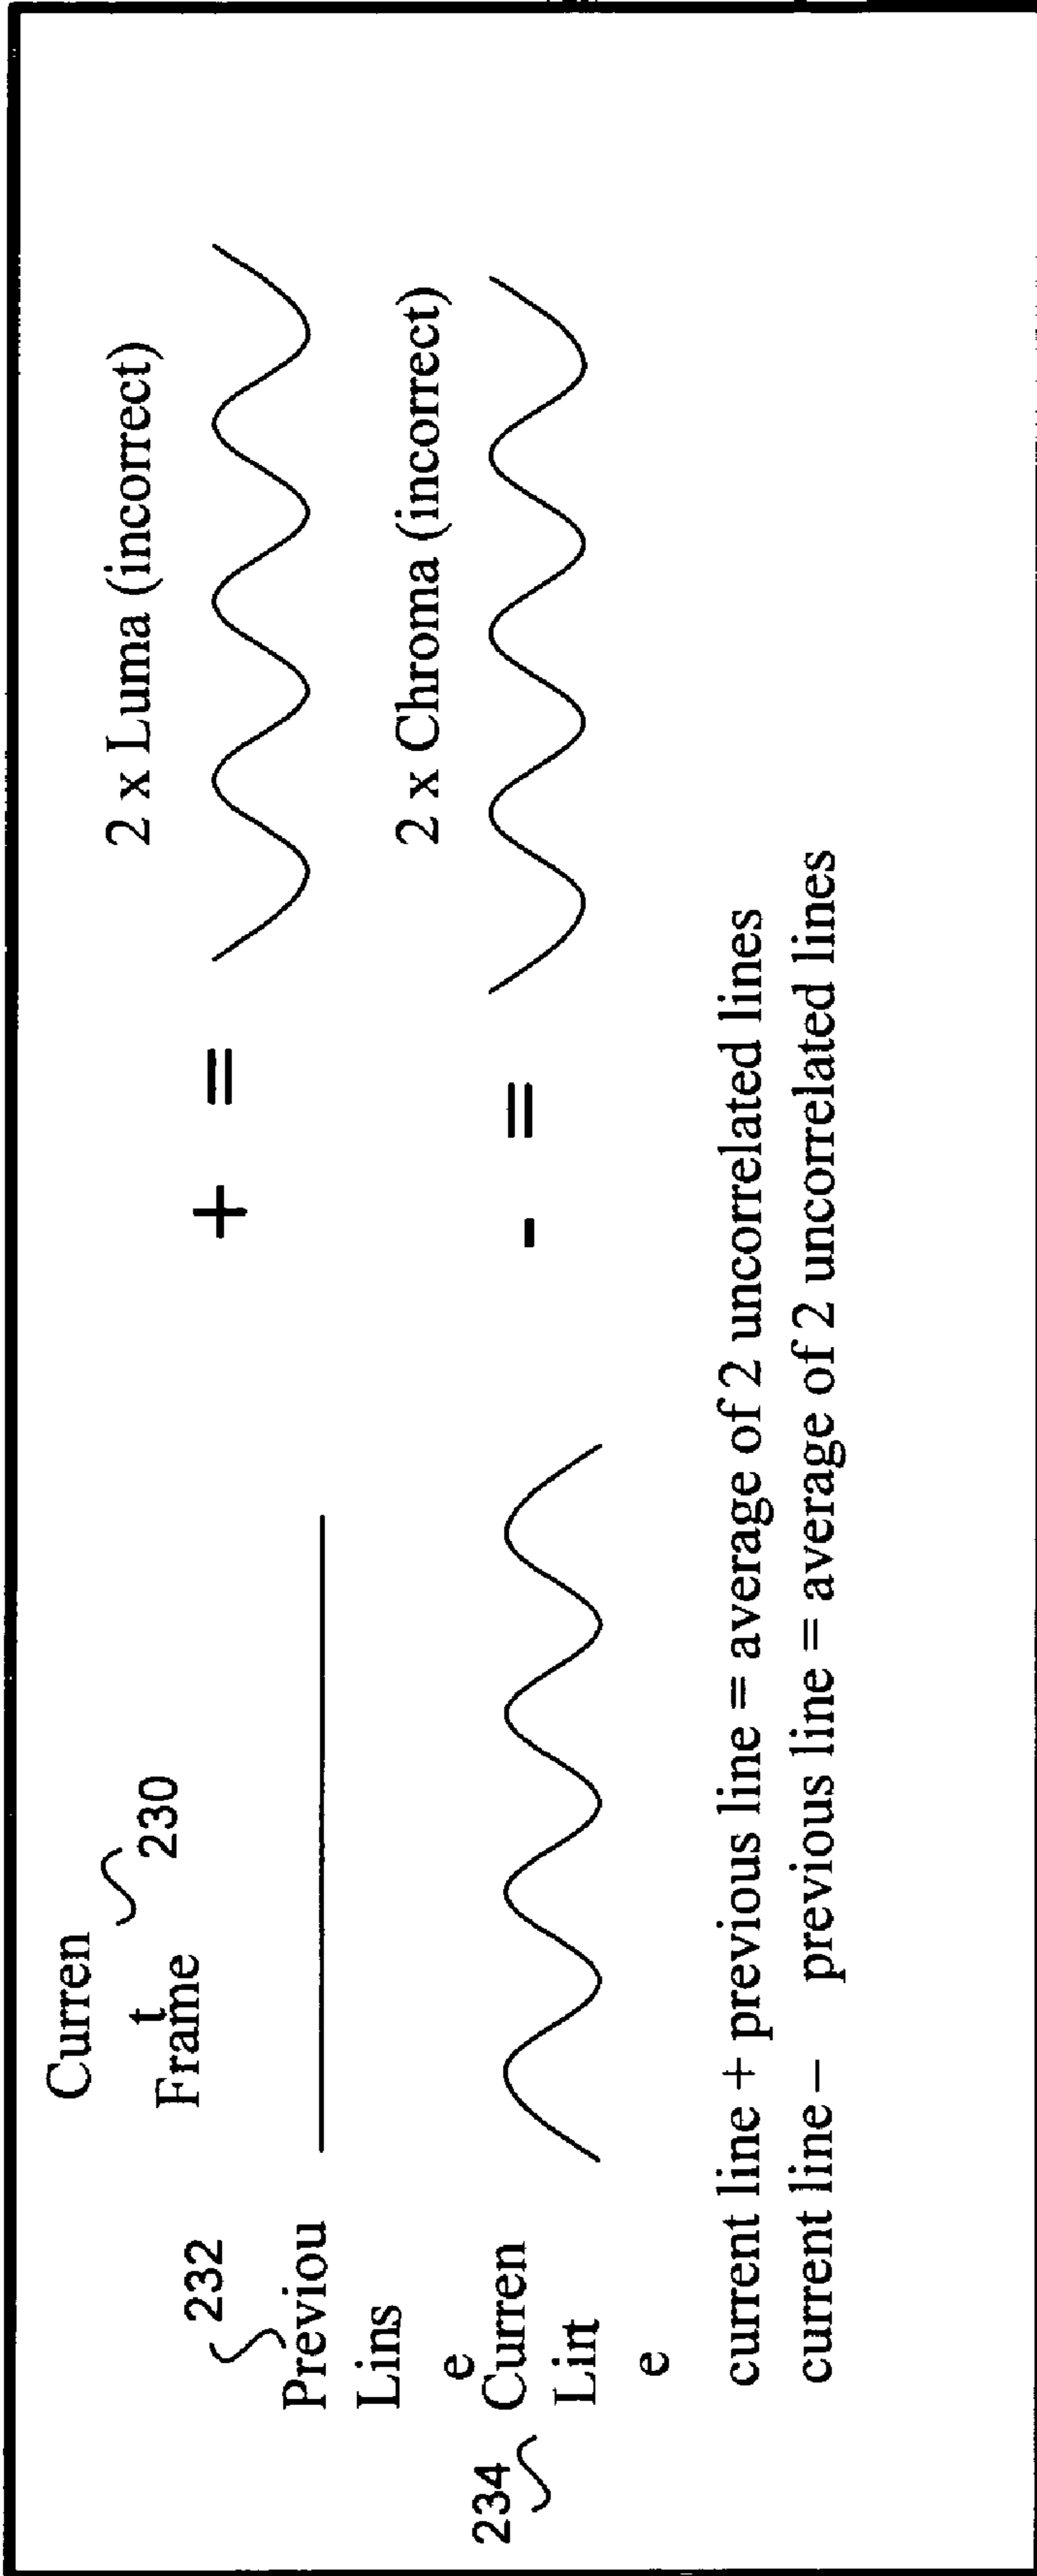 Curren
t
Frame
230
232
Previou
Lins
e
234
Curren
Lint
e
+ =
2 x Luma (incorrect)
- =
2 x Chroma (incorrect)
current line + previous line = average of 2 uncorrelated lines
current line – previous line = average of 2 uncorrelated lines